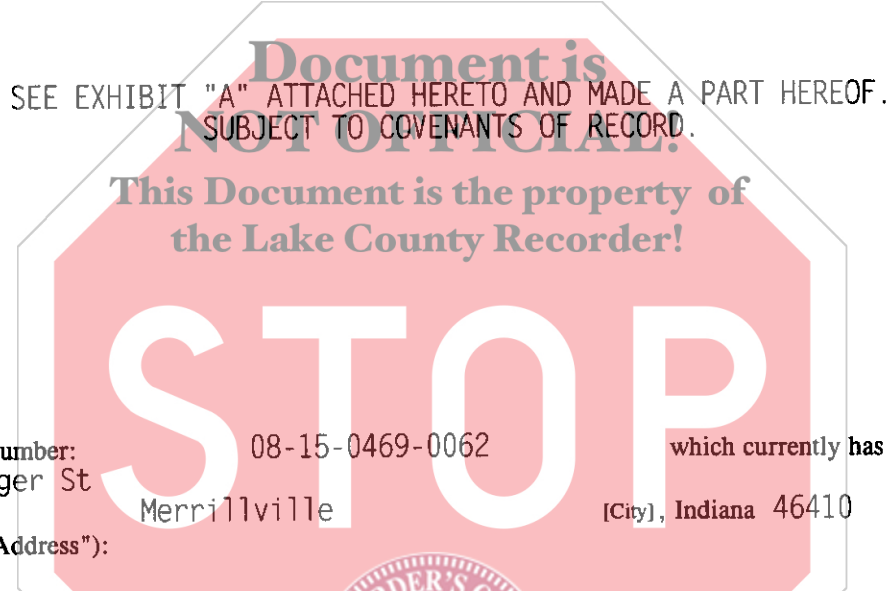 Document is
SEE EXHIBIT "A" ATTACHED HERETO AND MADE A PART HEREOF.
NOT OFFICIAL!
SUBJECT TO COVENANTS OF RECORD.
This Document is the property of
the Lake County Recorder!
STOP
umber: 08-15-0469-0062 which currently has
ger St
Merrillville [City], Indiana 46410
Address"):
DER'S